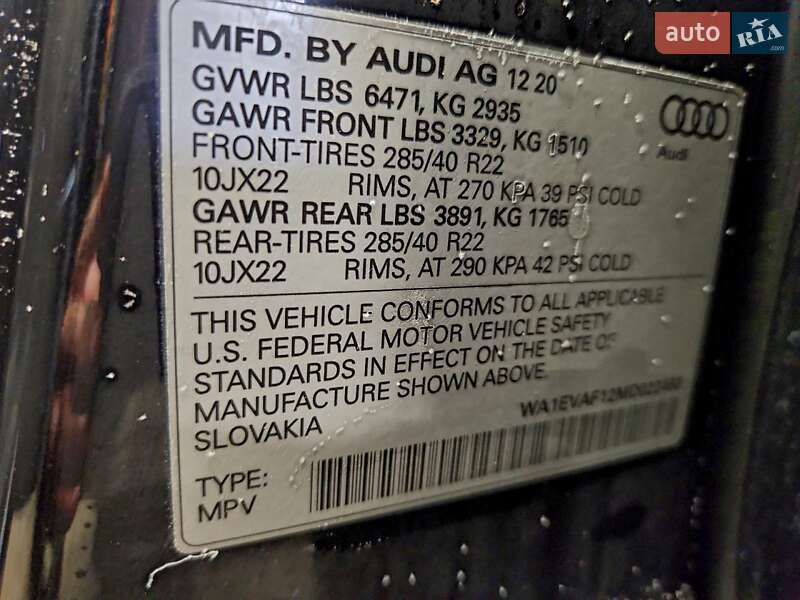 auto RIA.com
MFD. BY AUDI AG 12 20
GVWR LBS 6471, KG 2935
GAWR FRONT LBS 3329, KG 1510
FRONT-TIRES 285/40 R22
10JX22 RIMS, AT 270 KPA 39 PSI COLD
GAWR REAR LBS 3891, KG 1765
REAR-TIRES 285/40 R22
10JX22 RIMS, AT 290 KPA 42 PSI COLD
Audi
THIS VEHICLE CONFORMS TO ALL APPLICABLE
U.S. FEDERAL MOTOR VEHICLE SAFETY
STANDARDS IN EFFECT ON THE DATE OF
MANUFACTURE SHOWN ABOVE.
SLOVAKIA
TYPE:
MPV